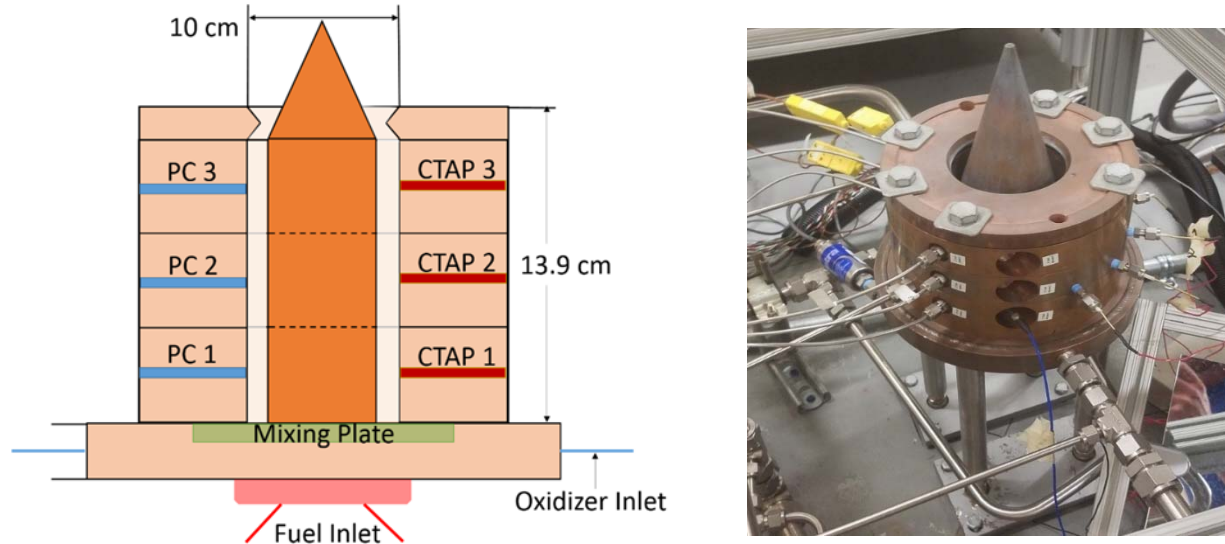 10 cm
PC 3
CTAP 3
PC 2
CTAP 2
13.9 cm
PC 1
CTAP 1
Mixing Plate
Oxidizer Inlet
Fuel Inlet